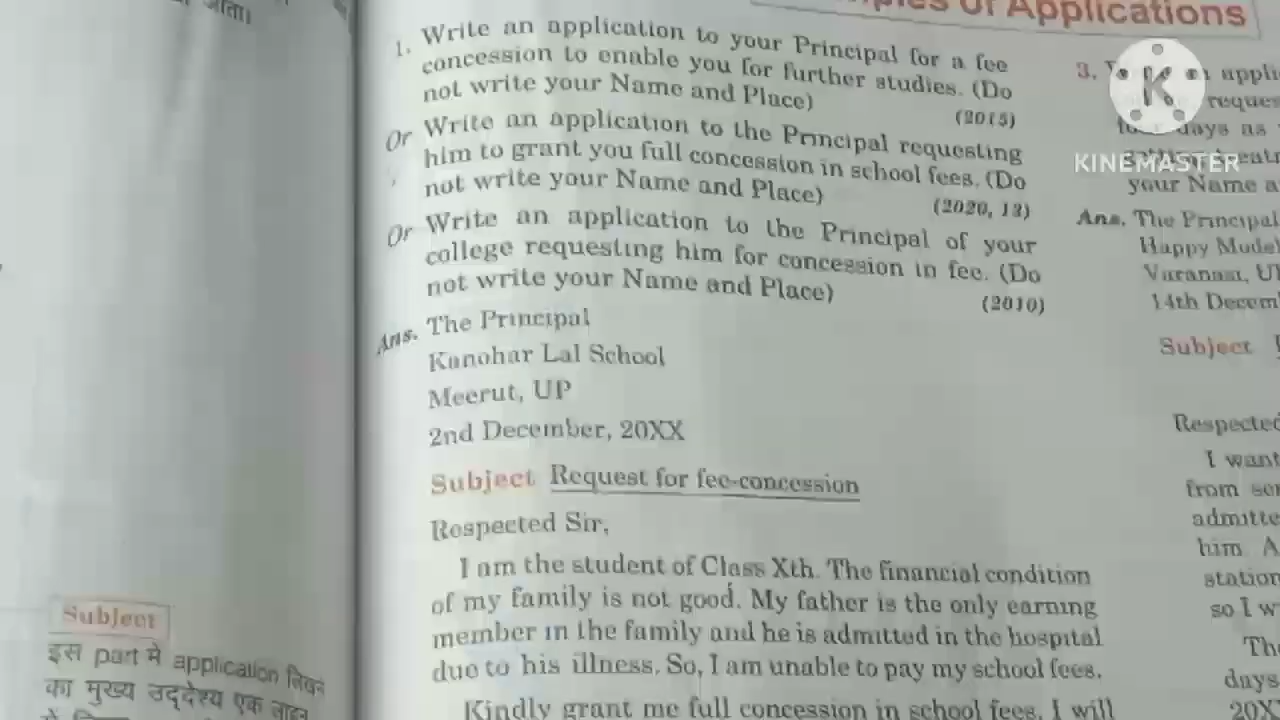 जाता।
Subject
इस part मे application लिखने
का मुख्य उद्देश्य एक लाइन
of Applications
1. Write an application to your Principal for a fee
concession to enable you for further studies. (Do
not write your Name and Place)
(2015)
Or Write an application to the Principal requesting
him to grant you full concession in school fees. (Do
not write your Name and Place)
(2020, 13)
Or Write an application to the Principal of your
college requesting him for concession in fee. (Do
not write your Name and Place)
(2010)
Ans. The Principal
Kanohar Lal School
Meerut, UP
2nd December, 20XX
Subject Request for fee-concession
Respected Sir,
I am the student of Class Xth. The financial condition
of my family is not good. My father is the only earning
member in the family and he is admitted in the hospital
due to his illness. So, I am unable to pay my school fees.
Kindly grant me full concession in school fees. I will
3.
days as
your Name a
Ans. The Principal
Happy Model
Varanasi, UP
14th Decem
Subject
Respected
I want
from
admitte
him. A
station
so I w
The
days
20X
K
KINEMASTER